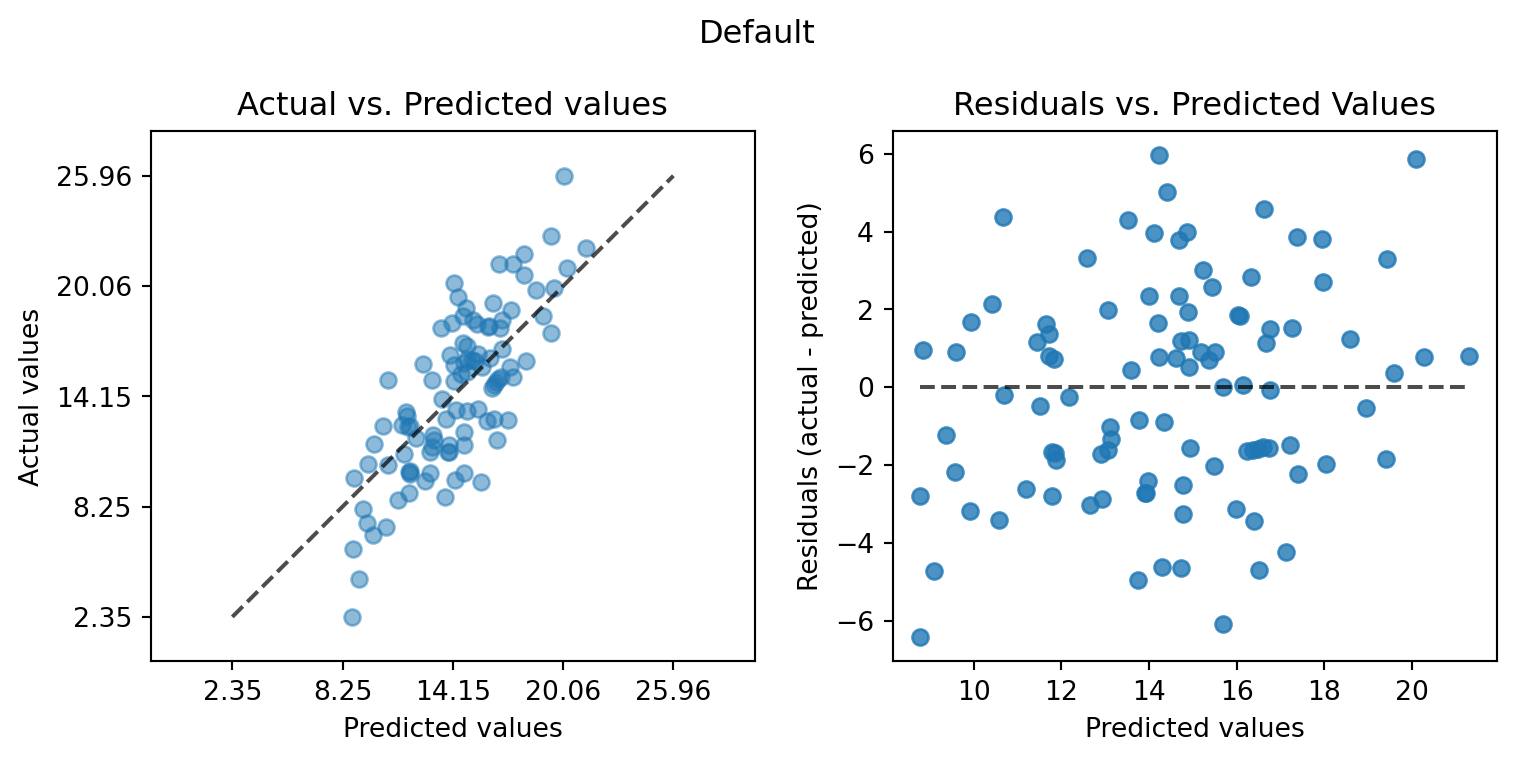 Default
Actual vs. Predicted values
Actual values
25.96
20.06
14.15
8.25
2.35
2.35 8.25 14.15 20.06 25.96
Predicted values
Residuals vs. Predicted Values
Residuals (actual - predicted)
6
4
2
0
−2
−4
−6
10 12 14 16 18 20
Predicted values